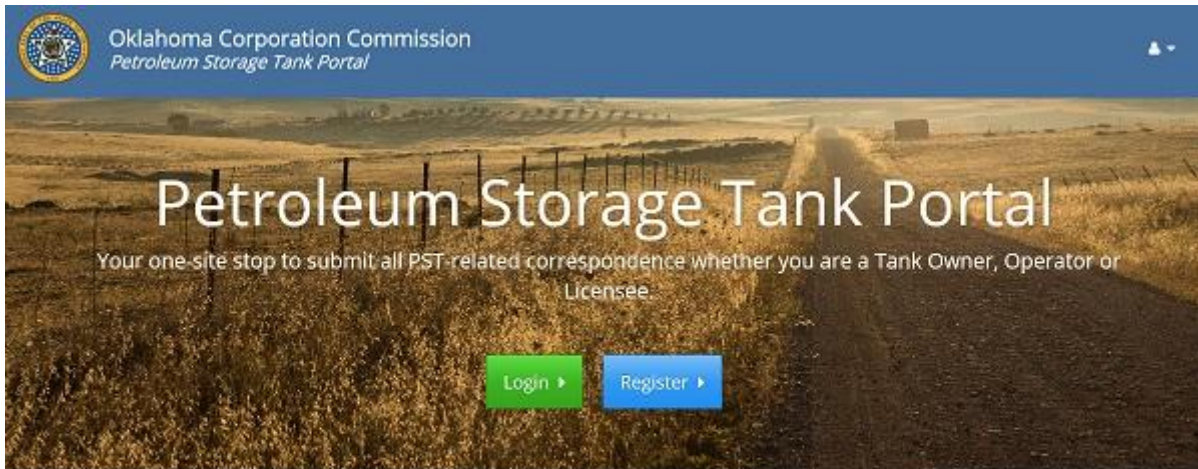 Oklahoma Corporation Commission
Petroleum Storage Tank Portal
Petroleum Storage Tank Portal
Your one-site stop to submit all PST-related correspondence whether you are a Tank Owner, Operator or
Licensee.
Login
Register